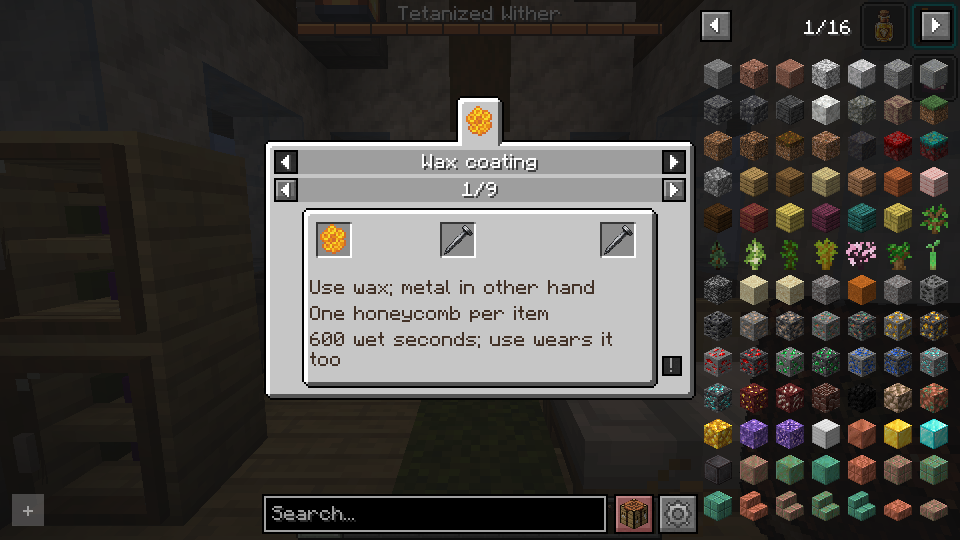 Tetanized Wither
1/16
Wax coating
1/9
Use wax; metal in other hand
One honeycomb per item
600 wet seconds; use wears it
too
!
+
Search...